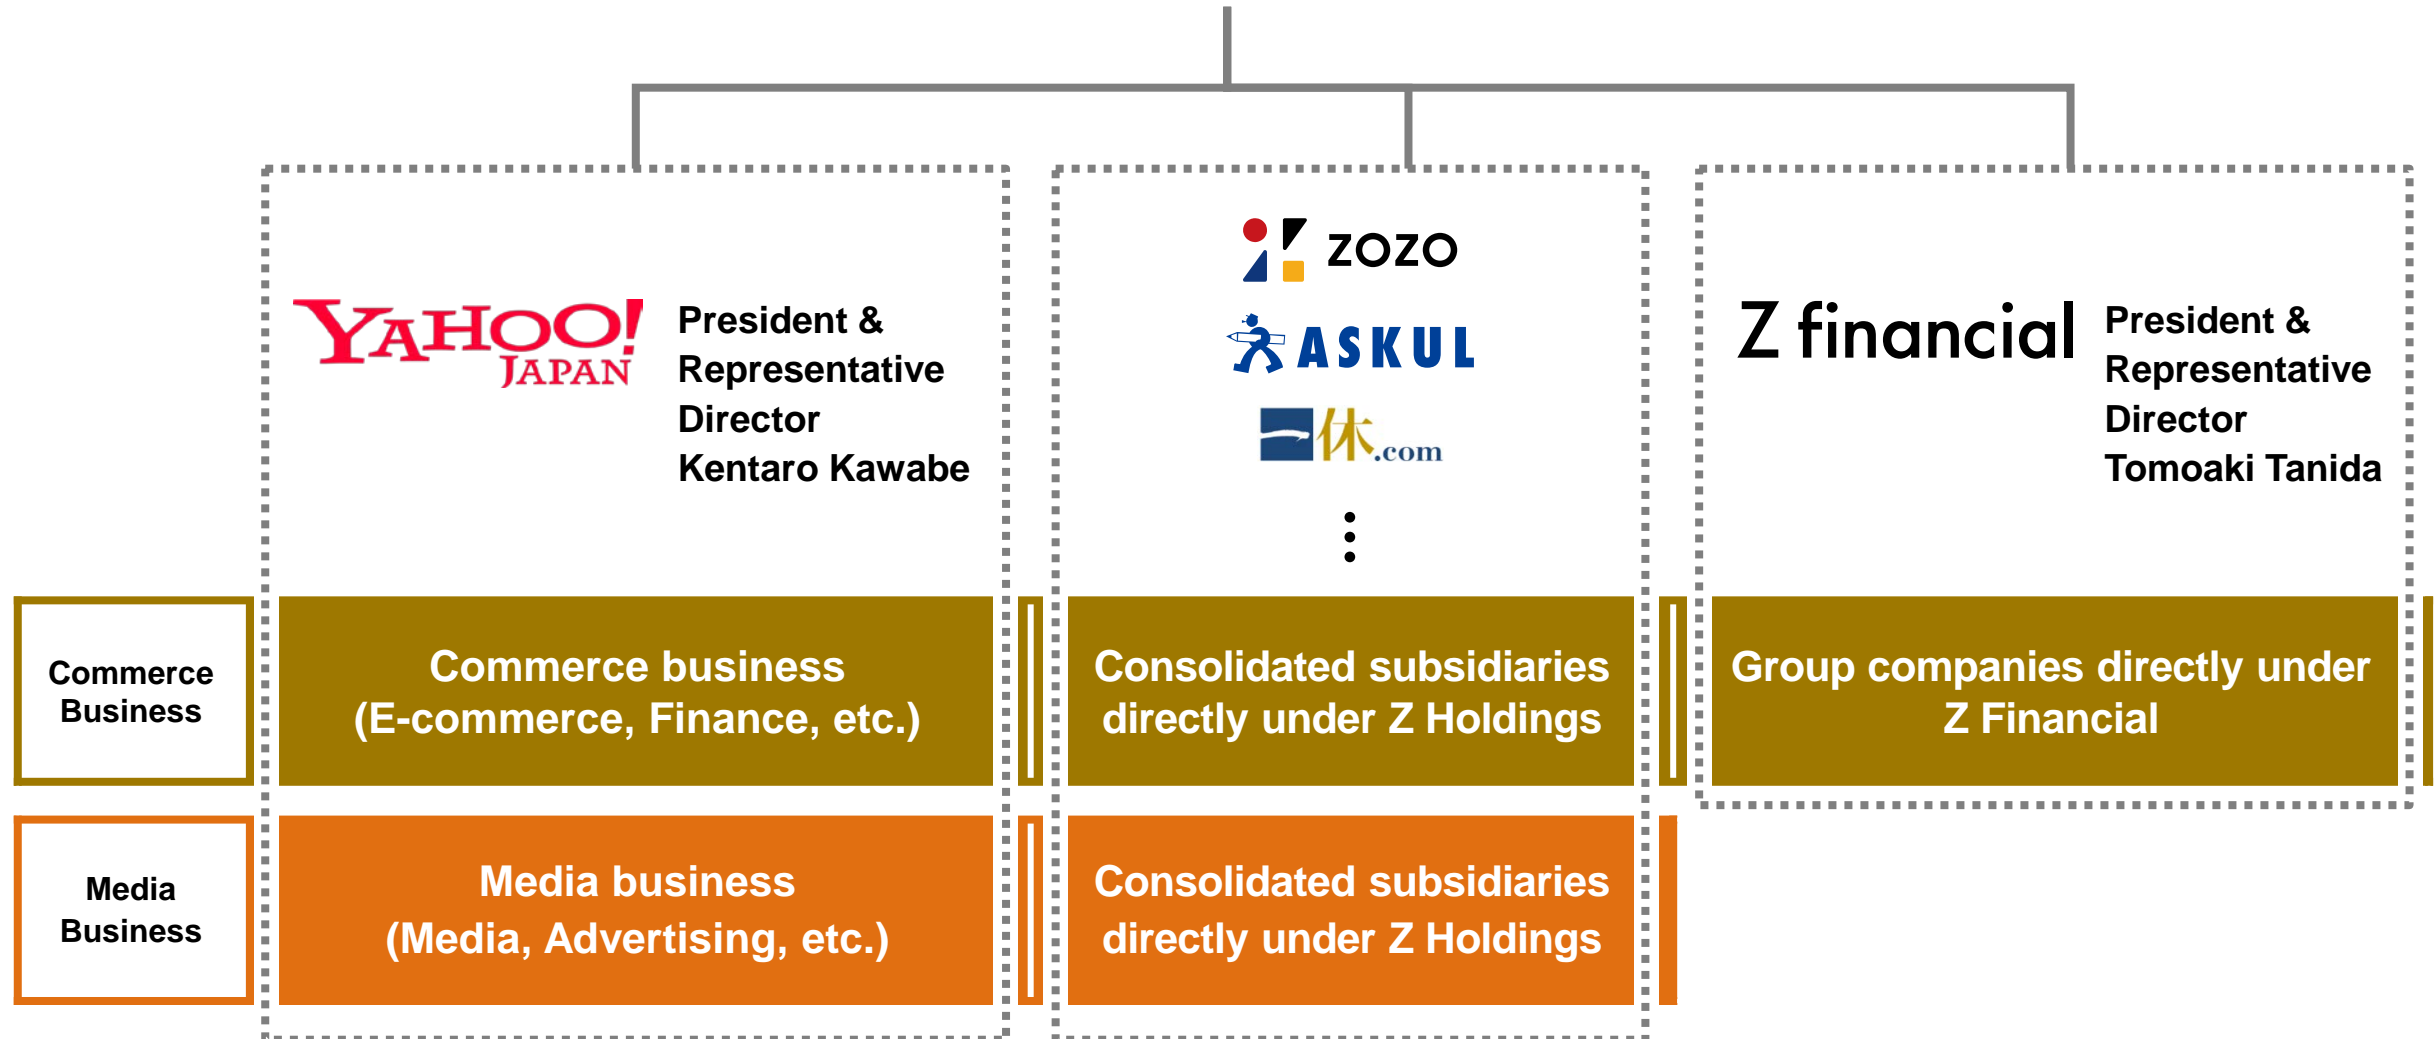 YAHOO!
JAPAN
President &
Representative
Director
Kentaro Kawabe
ZOZO
ASKUL
一休.com
Z financial
President &
Representative
Director
Tomoaki Tanida
Commerce
Business
Commerce business
(E-commerce, Finance, etc.)
Consolidated subsidiaries
directly under Z Holdings
Group companies directly under
Z Financial
Media
Business
Media business
(Media, Advertising, etc.)
Consolidated subsidiaries
directly under Z Holdings